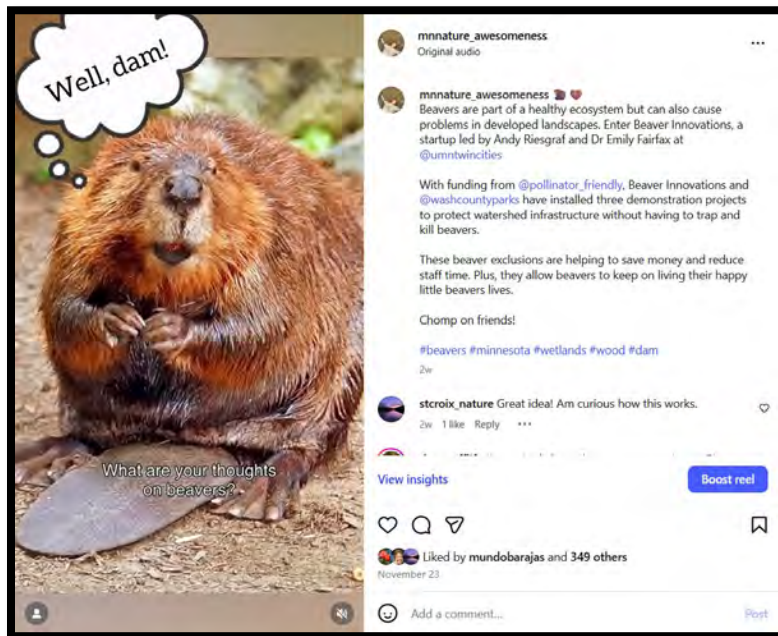 Well, dam!
What are your thoughts
on beavers?
mnnature_awesomeness
Original audio
mnnature_awesomeness 🦫 ❤️
Beavers are part of a healthy ecosystem but can also cause
problems in developed landscapes. Enter Beaver Innovations, a
startup led by Andy Riesgraf and Dr Emily Fairfax at
@umntwincities
With funding from @pollinator_friendly, Beaver Innovations and
@washcountyparks have installed three demonstration projects
to protect watershed infrastructure without having to trap and
kill beavers.
These beaver exclusions are helping to save money and reduce
staff time. Plus, they allow beavers to keep on living their happy
little beavers lives.
Chomp on friends!
#beavers #minnesota #wetlands #wood #dam
2w
stcroix_nature Great idea! Am curious how this works.
2w 1 like Reply
View insights
Boost reel
Liked by mundobarajas and 349 others
November 23
Add a comment...
Post